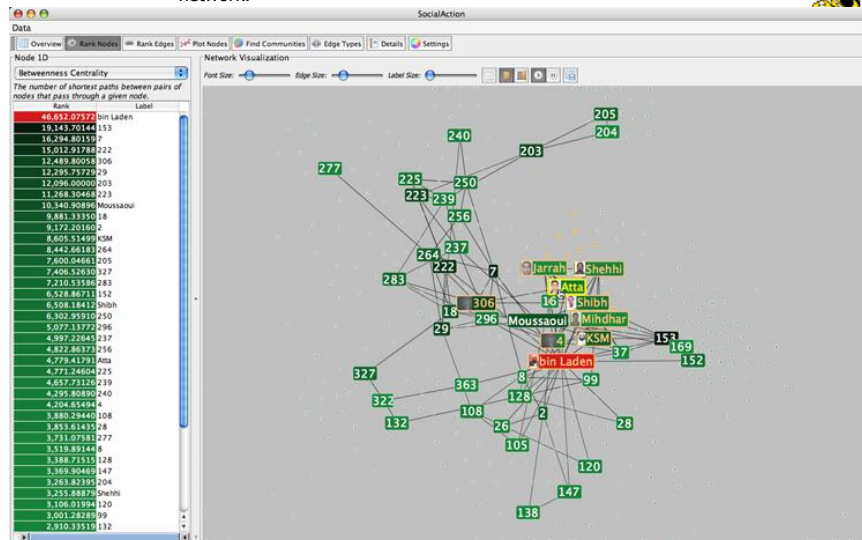 network.
SocialAction
Data
Overview Rank Nodes Rank Edges Plot Nodes Find Communities Edge Types Details Settings
Node 1D
Betweenness Centrality
The number of shortest paths between pairs of
nodes that pass through a given node.
Rank Label
46,652.07572 bin Laden
19,143.70144 153
16,294.80159 7
15,012.91788 222
12,489.80058 306
12,295.75729 29
12,096.00000 203
11,268.30468 223
10,340.90896 Moussaoui
9,881.33350 18
9,172.20160 2
8,605.51499 KSM
8,442.66183 264
7,600.04661 205
7,406.52630 327
7,210.53586 283
6,528.86711 152
6,508.18412 Shibh
6,302.95910 250
5,077.13772 296
4,997.22645 237
4,822.86373 256
4,779.41791 Atta
4,771.24604 225
4,657.73126 239
4,295.80890 240
4,204.65494 4
3,880.29440 108
3,853.61435 28
3,731.07581 277
3,519.89144 8
3,388.71515 128
3,369.90469 147
3,263.82395 204
3,255.88879 Shehhi
3,106.01994 120
3,001.28289 99
2,910.33519 132
Network Visualization
Font Size: Edge Size: Label Size:
205
240
204
203
277
225
250
223
239
256
237
264
222
7
Jarrah
Shehhi
283
Atta
306
16
Shibh
18
296
Moussaoui
Mihdhar
29
4
KSM
153
169
37
bin Laden
152
327
8
99
363
322
128
108
2
132
26
28
105
120
147
138